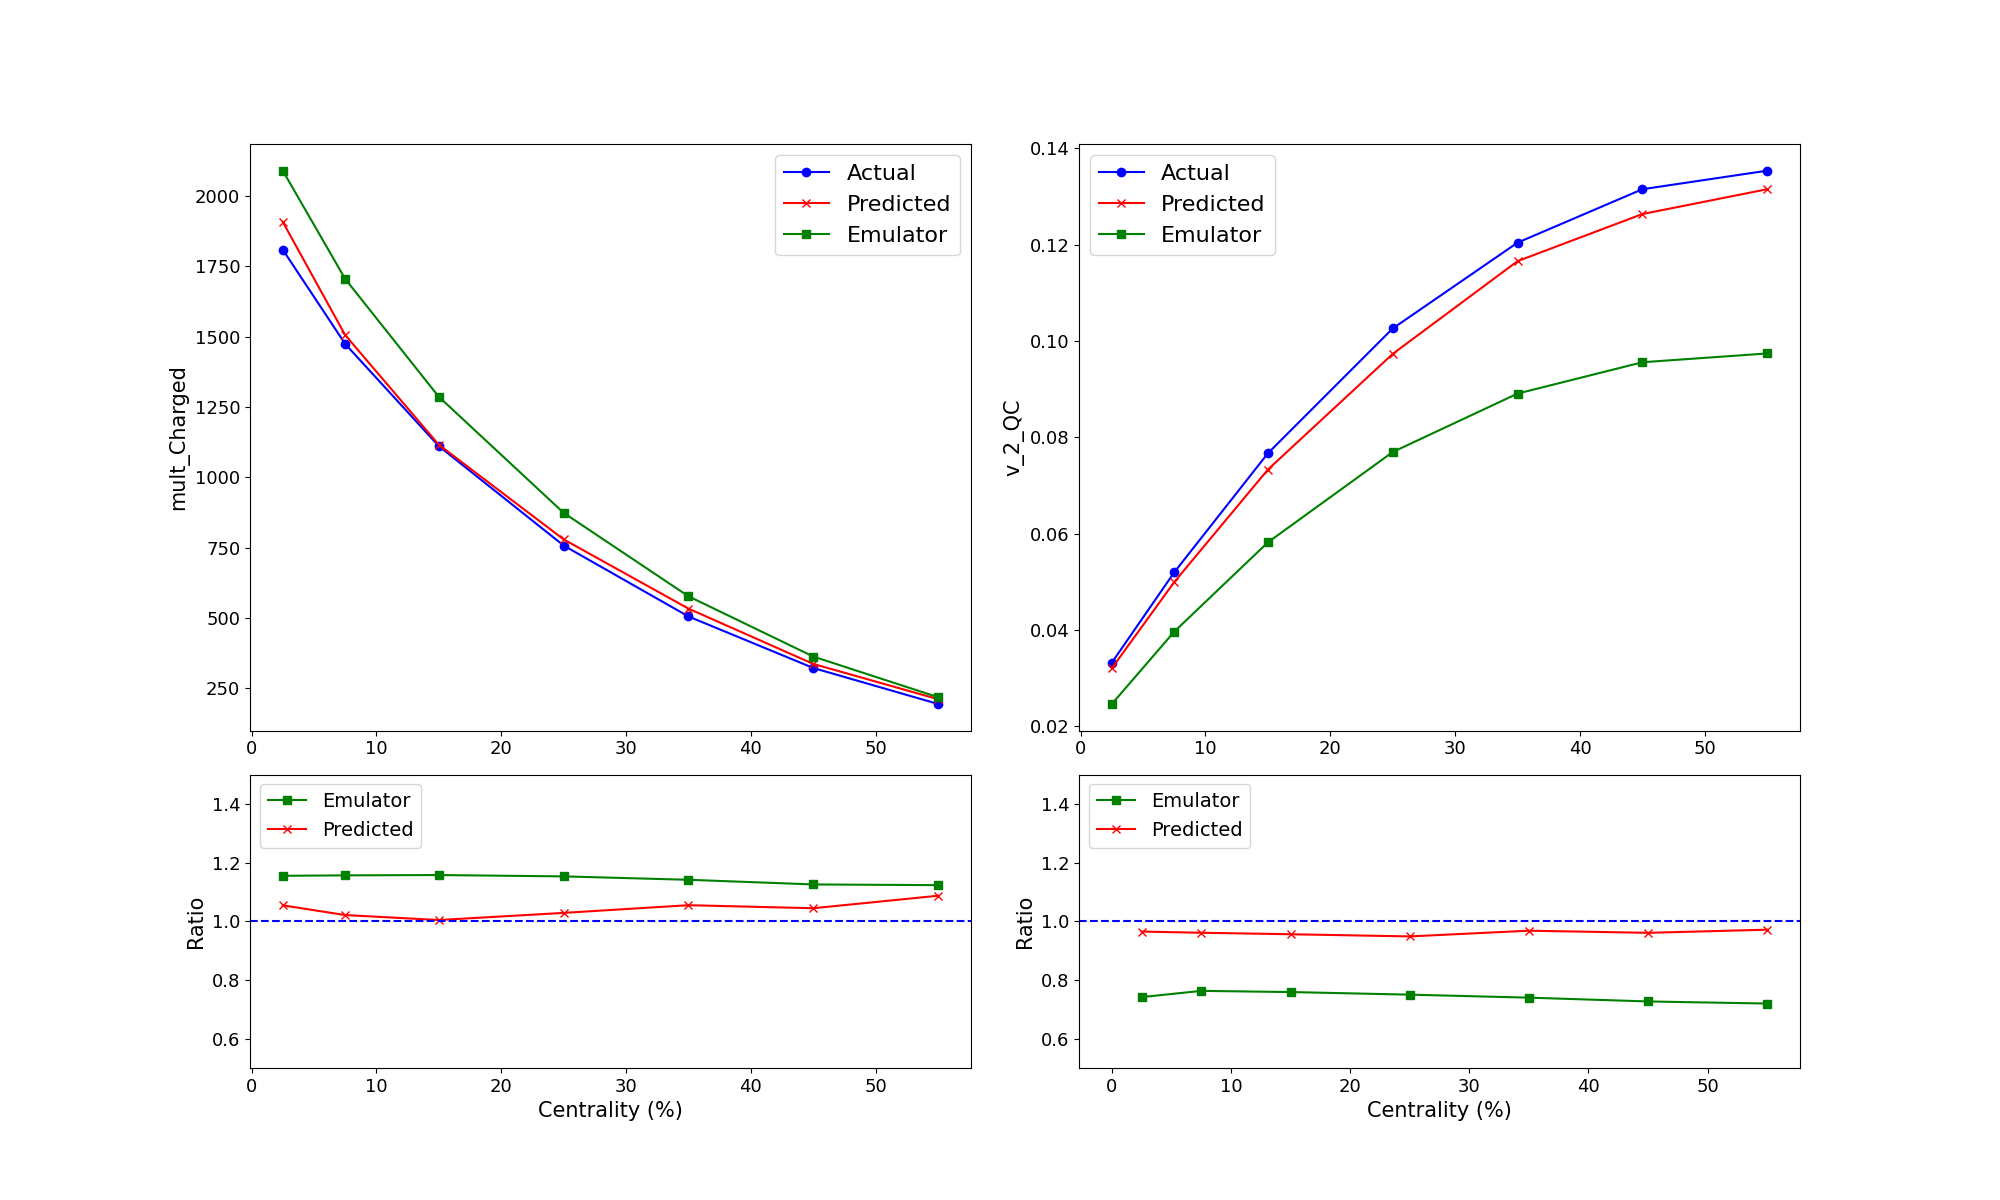 Actual
Predicted
Emulator
2000
1750
1500
1250
1000
750
500
250
mult_Charged
0 10 20 30 40 50
Actual
Predicted
Emulator
0.14
0.12
0.10
0.08
0.06
0.04
0.02
v_2_QC
0 10 20 30 40 50
Emulator
Predicted
1.4
1.2
1.0
0.8
0.6
Ratio
0 10 20 30 40 50
Centrality (%)
Emulator
Predicted
1.4
1.2
1.0
0.8
0.6
Ratio
0 10 20 30 40 50
Centrality (%)